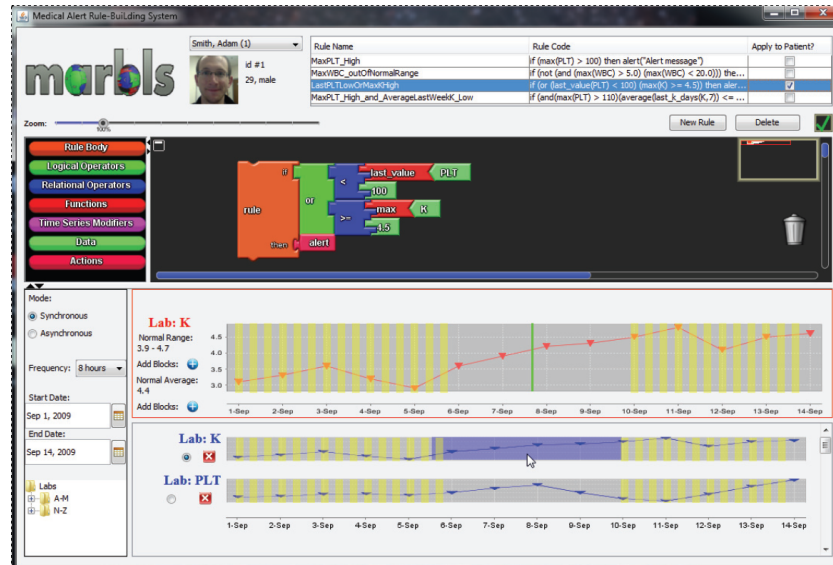 Medical Alert Rule-BuiLding System
marbls
Smith, Adam (1)
id #1
29, male
Rule Name Rule Code Apply to Patient?
MaxPLT_High if (max(PLT) > 100) then alert("Alert message")
MaxWBC_outOfNormalRange if (not (and (max(WBC) > 5.0) (max(WBC) < 20.0))) the...
LastPLTLowOrMaxKHigh if (or (last_value(PLT) < 100) (max(K) >= 4.5)) then aler...
MaxPLT_High_and_AverageLastWeekK_Low if (and(max(PLT) > 110)(average(last_k_days(K,7)) <= ...
Zoom:
100%
New Rule Delete
Rule Body
Logical Operators
Relational Operators
Functions
Time Series Modifiers
Data
Actions
rule if or < last_value PLT
100
>= max K
4.5
then alert
Mode:
Synchronous
Asynchronous
Frequency: 8 hours
Start Date:
Sep 1, 2009
End Date:
Sep 14, 2009
Labs
A-M
N-Z
Lab: K
Normal Range:
3.9 - 4.7
Add Blocks:
Normal Average:
4.4
Add Blocks:
4.5
4.0
3.5
3.0
1-Sep 2-Sep 3-Sep 4-Sep 5-Sep 6-Sep 7-Sep 8-Sep 9-Sep 10-Sep 11-Sep 12-Sep 13-Sep 14-Sep
Lab: K
Lab: PLT
1-Sep 2-Sep 3-Sep 4-Sep 5-Sep 6-Sep 7-Sep 8-Sep 9-Sep 10-Sep 11-Sep 12-Sep 13-Sep 14-Sep